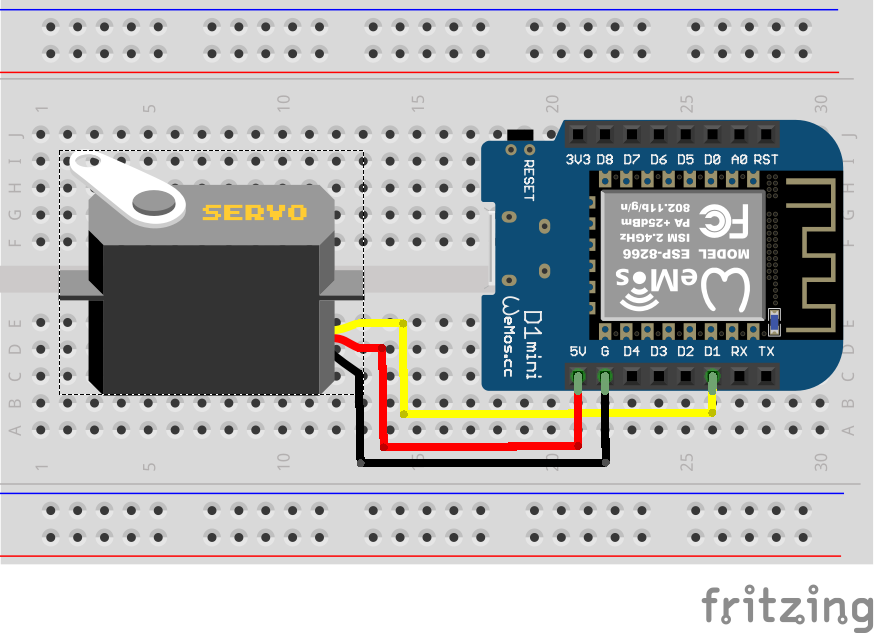 1 5 10 15 20 25 30
J J
I I
H H
G G
F F
E E
D D
C C
B B
A A
SERVO
3V3 D8 D7 D6 D5 D0 A0 RST
RESET
WeMos
MODEL ESP-8266
ISM 2.4GHz
PA +25dBm
802.11b/g/n
FC
D1mini
WeMos.cc
5V G D4 D3 D2 D1 RX TX
1 5 10 15 20 25 30
fritzing